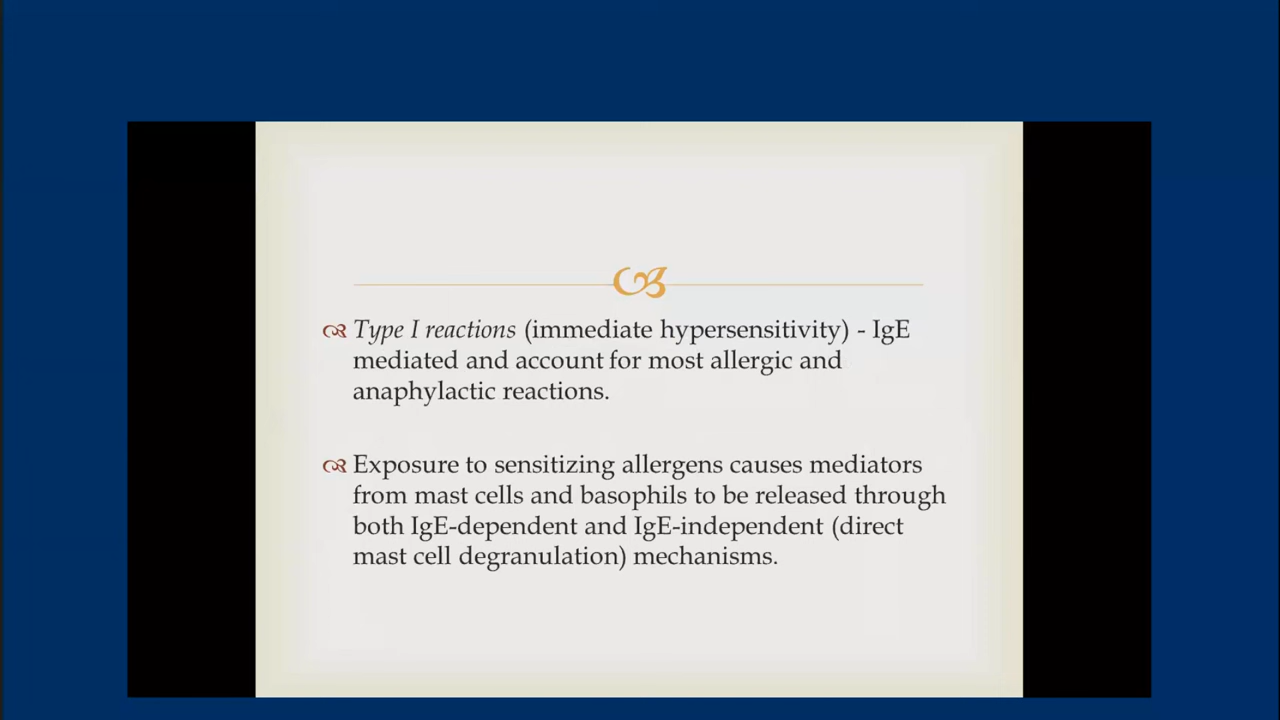 Type I reactions (immediate hypersensitivity) - IgE
mediated and account for most allergic and
anaphylactic reactions.
Exposure to sensitizing allergens causes mediators
from mast cells and basophils to be released through
both IgE-dependent and IgE-independent (direct
mast cell degranulation) mechanisms.